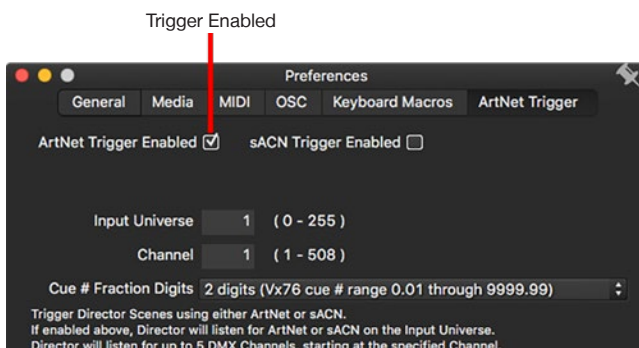 Trigger Enabled
Preferences
General Media MIDI OSC Keyboard Macros ArtNet Trigger
ArtNet Trigger Enabled sACN Trigger Enabled
Input Universe 1 ( 0 - 255 )
Channel 1 ( 1 - 508 )
Cue # Fraction Digits 2 digits (Vx76 cue # range 0.01 through 9999.99)
Trigger Director Scenes using either ArtNet or sACN.
If enabled above, Director will listen for ArtNet or sACN on the Input Universe.
Director will listen for up to 5 DMX Channels, starting at the specified Channel.